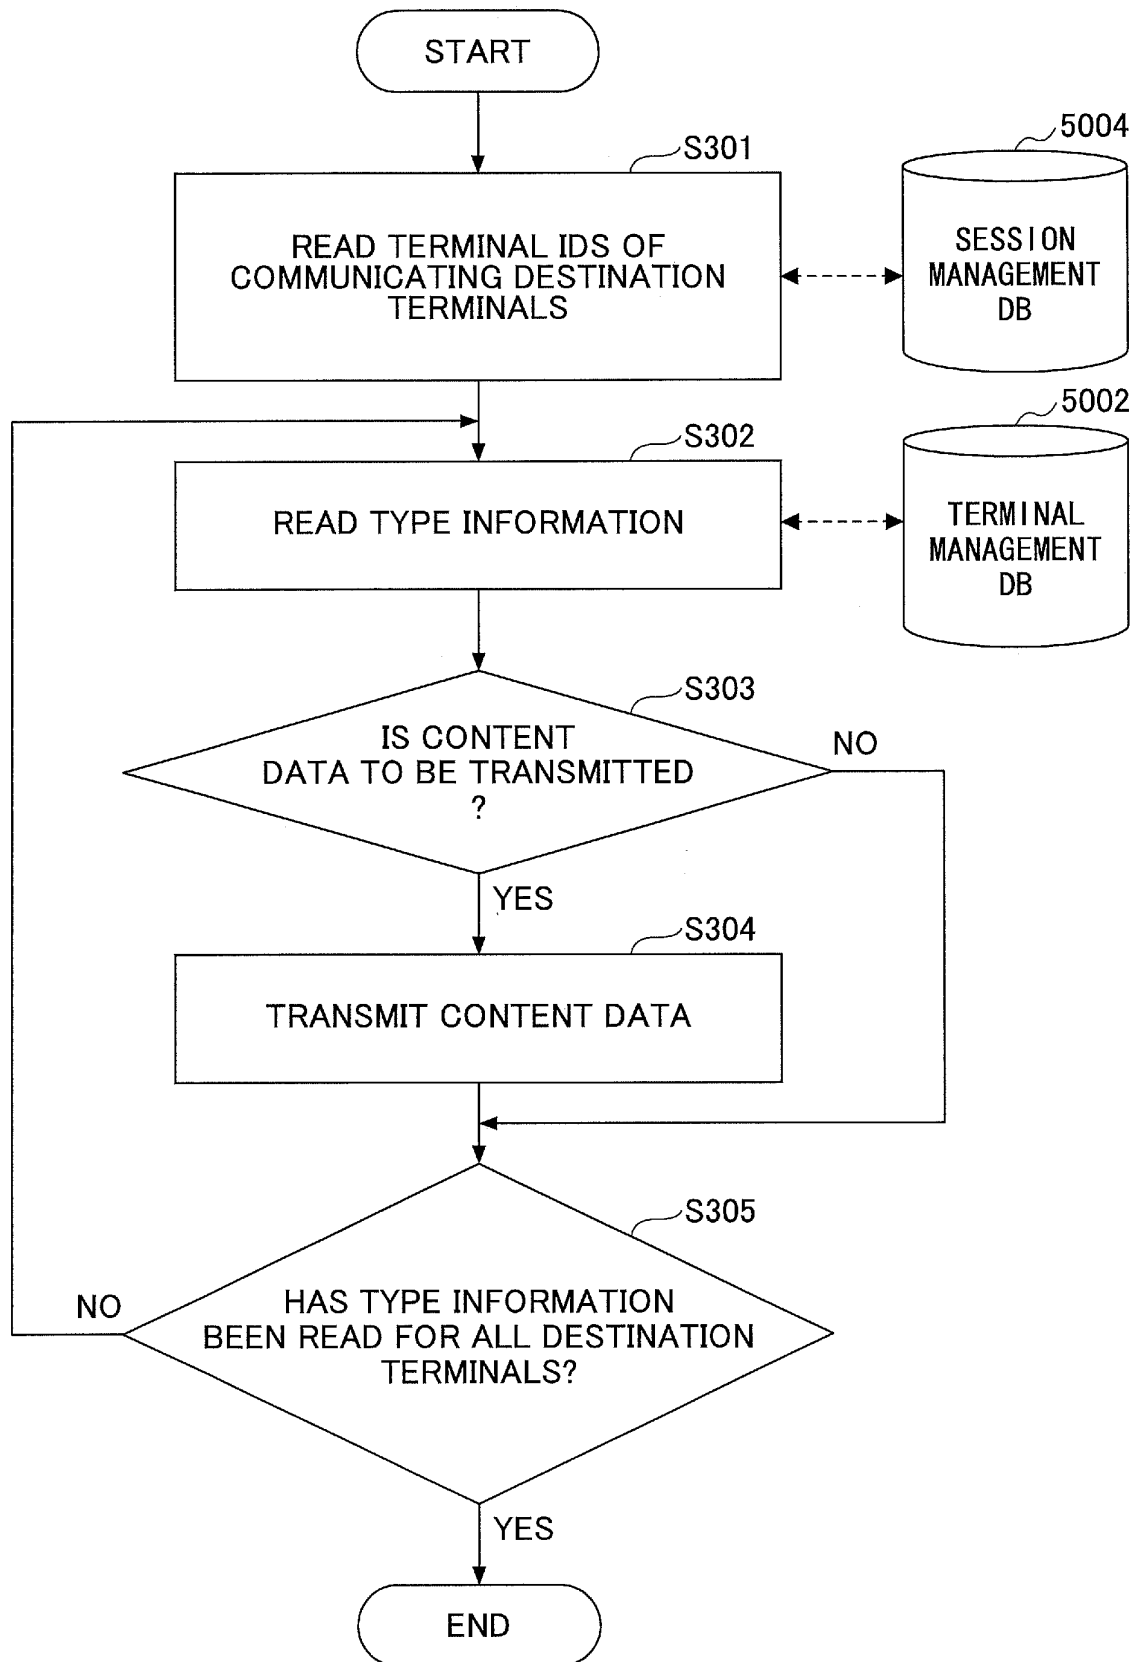 START
S301
5004
READ TERMINAL IDS OF
COMMUNICATING DESTINATION
TERMINALS
SESSION
MANAGEMENT
DB
S302
5002
READ TYPE INFORMATION
TERMINAL
MANAGEMENT
DB
S303
IS CONTENT
DATA TO BE TRANSMITTED
?
NO
YES
S304
TRANSMIT CONTENT DATA
S305
HAS TYPE INFORMATION
BEEN READ FOR ALL DESTINATION
TERMINALS?
NO
YES
END